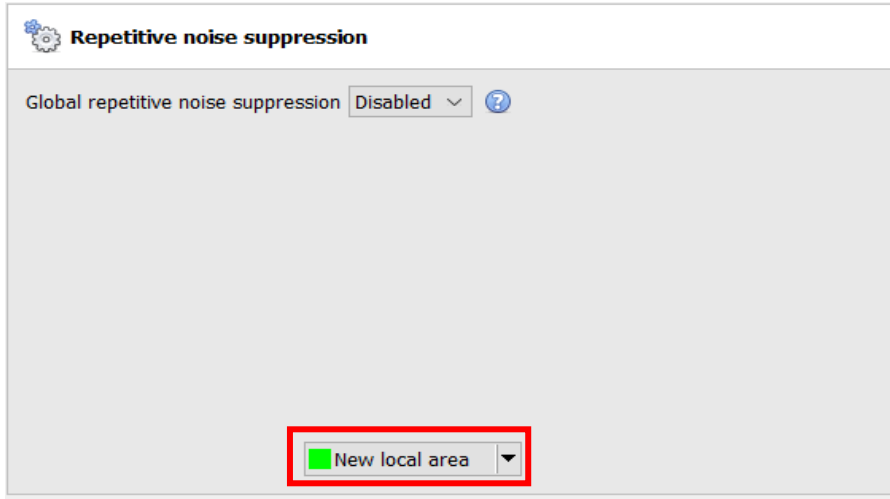 Repetitive noise suppression
Global repetitive noise suppression Disabled
New local area